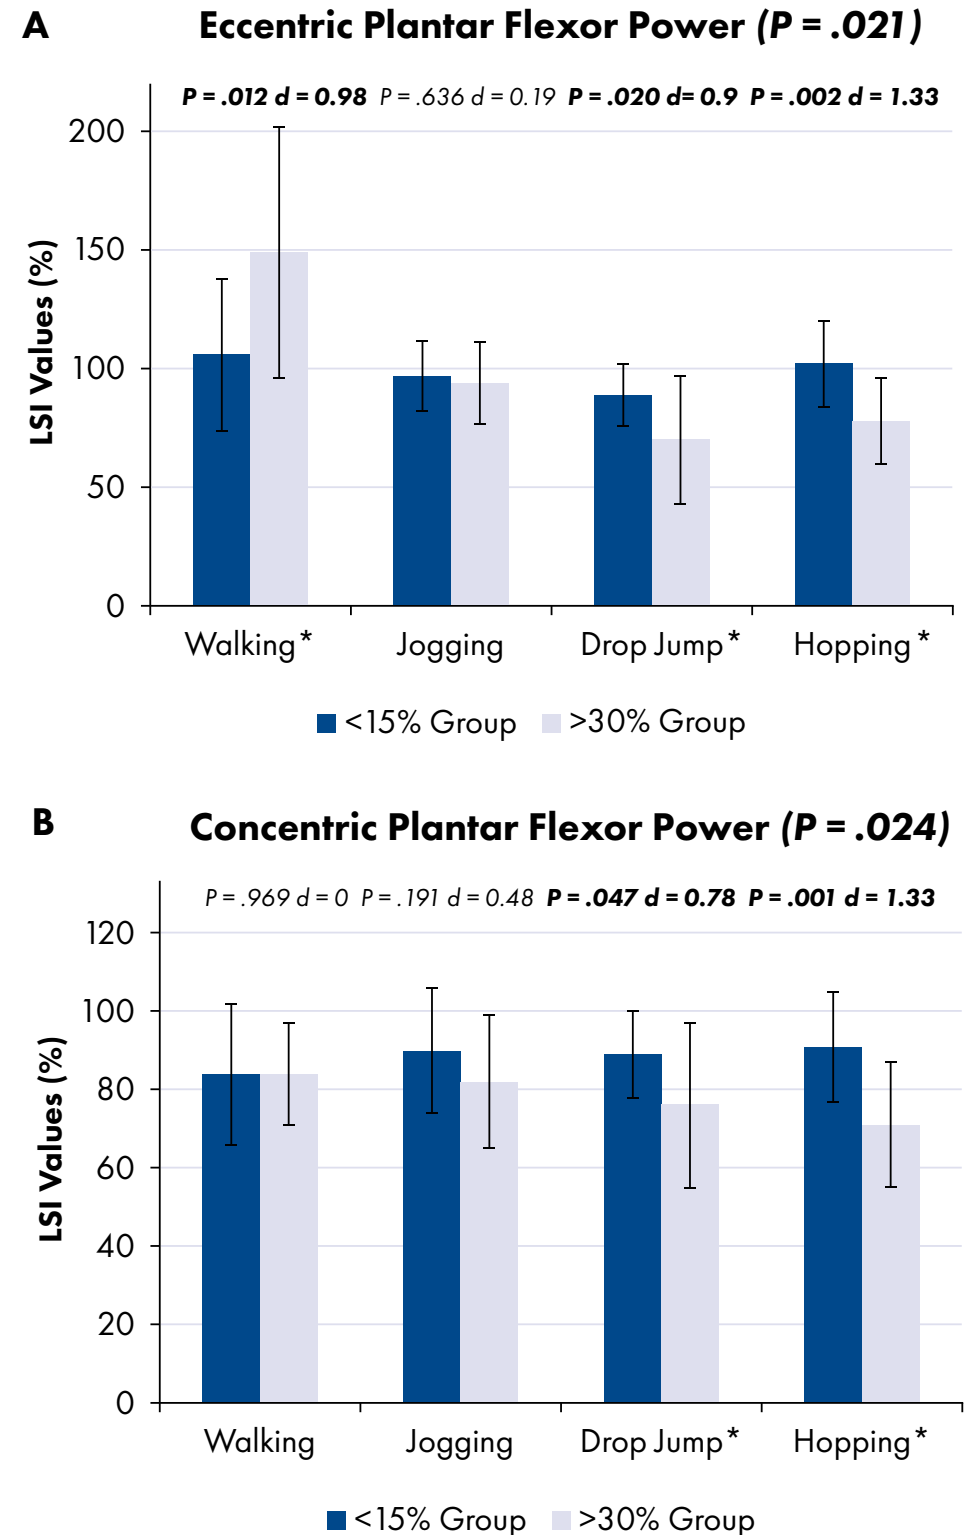 A Eccentric Plantar Flexor Power (P = .021)
P = .012 d = 0.98 P = .636 d = 0.19 P = .020 d= 0.9 P = .002 d = 1.33
LSI Values (%)
200
150
100
50
0
Walking* Jogging Drop Jump* Hopping*
<15% Group >30% Group
B Concentric Plantar Flexor Power (P = .024)
P = .969 d = 0 P = .191 d = 0.48 P = .047 d = 0.78 P = .001 d = 1.33
LSI Values (%)
120
100
80
60
40
20
0
Walking Jogging Drop Jump* Hopping*
<15% Group >30% Group